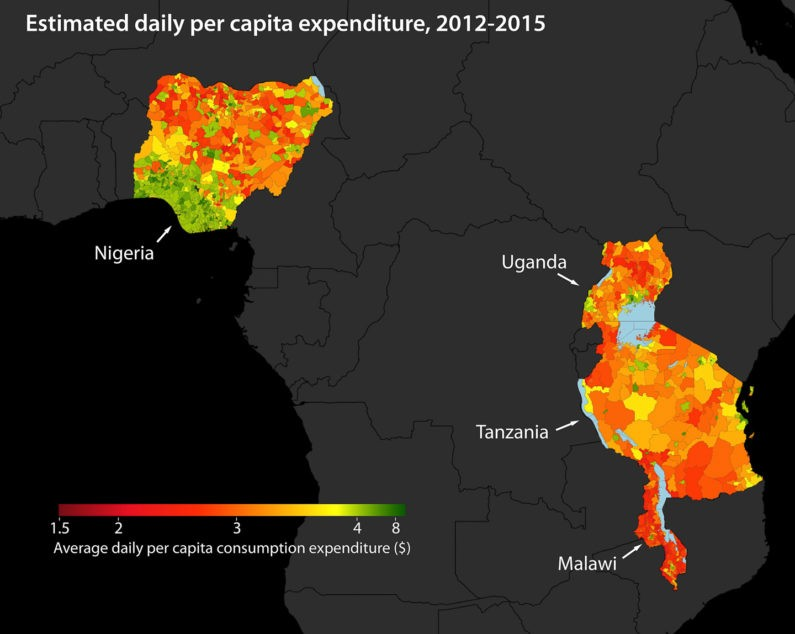 Estimated daily per capita expenditure, 2012-2015
Nigeria
Uganda
Tanzania
1.5 2 3 4 8
Average daily per capita consumption expenditure ($)
Malawi